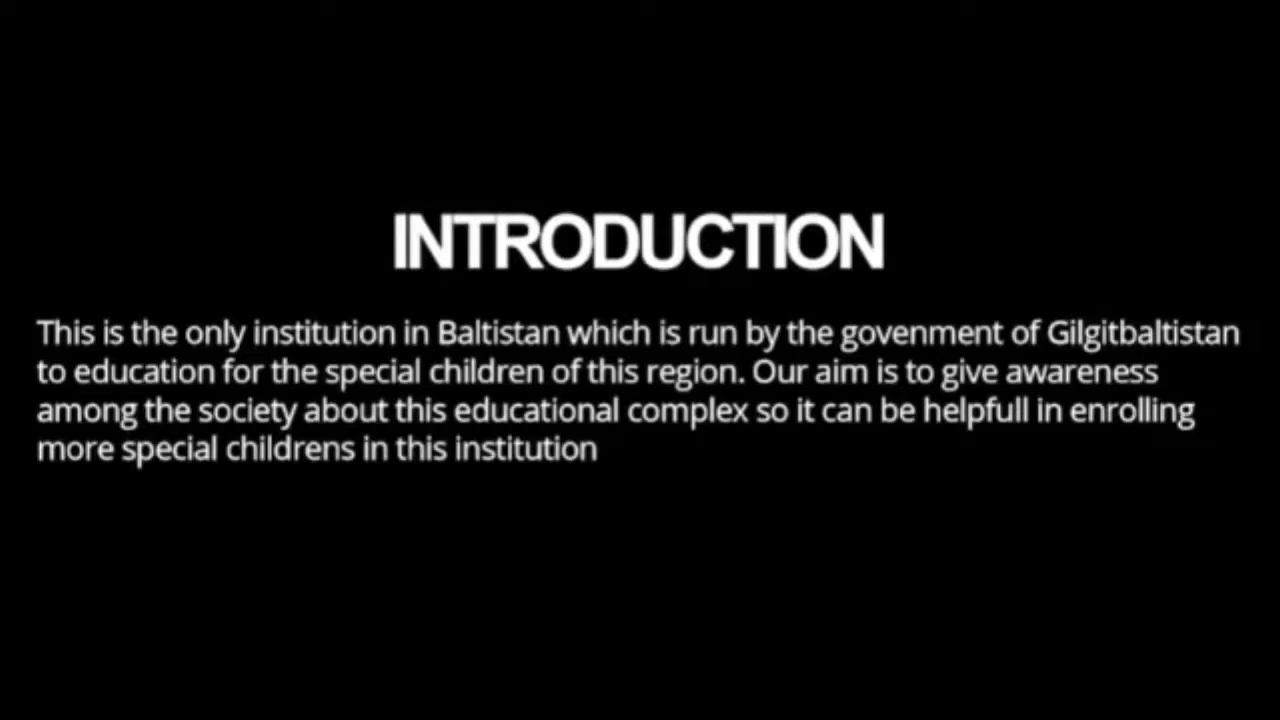 INTRODUCTION
This is the only institution in Baltistan which is run by the govenment of Gilgitbaltistan
to education for the special children of this region. Our aim is to give awareness
among the society about this educational complex so it can be helpfull in enrolling
more special childrens in this institution